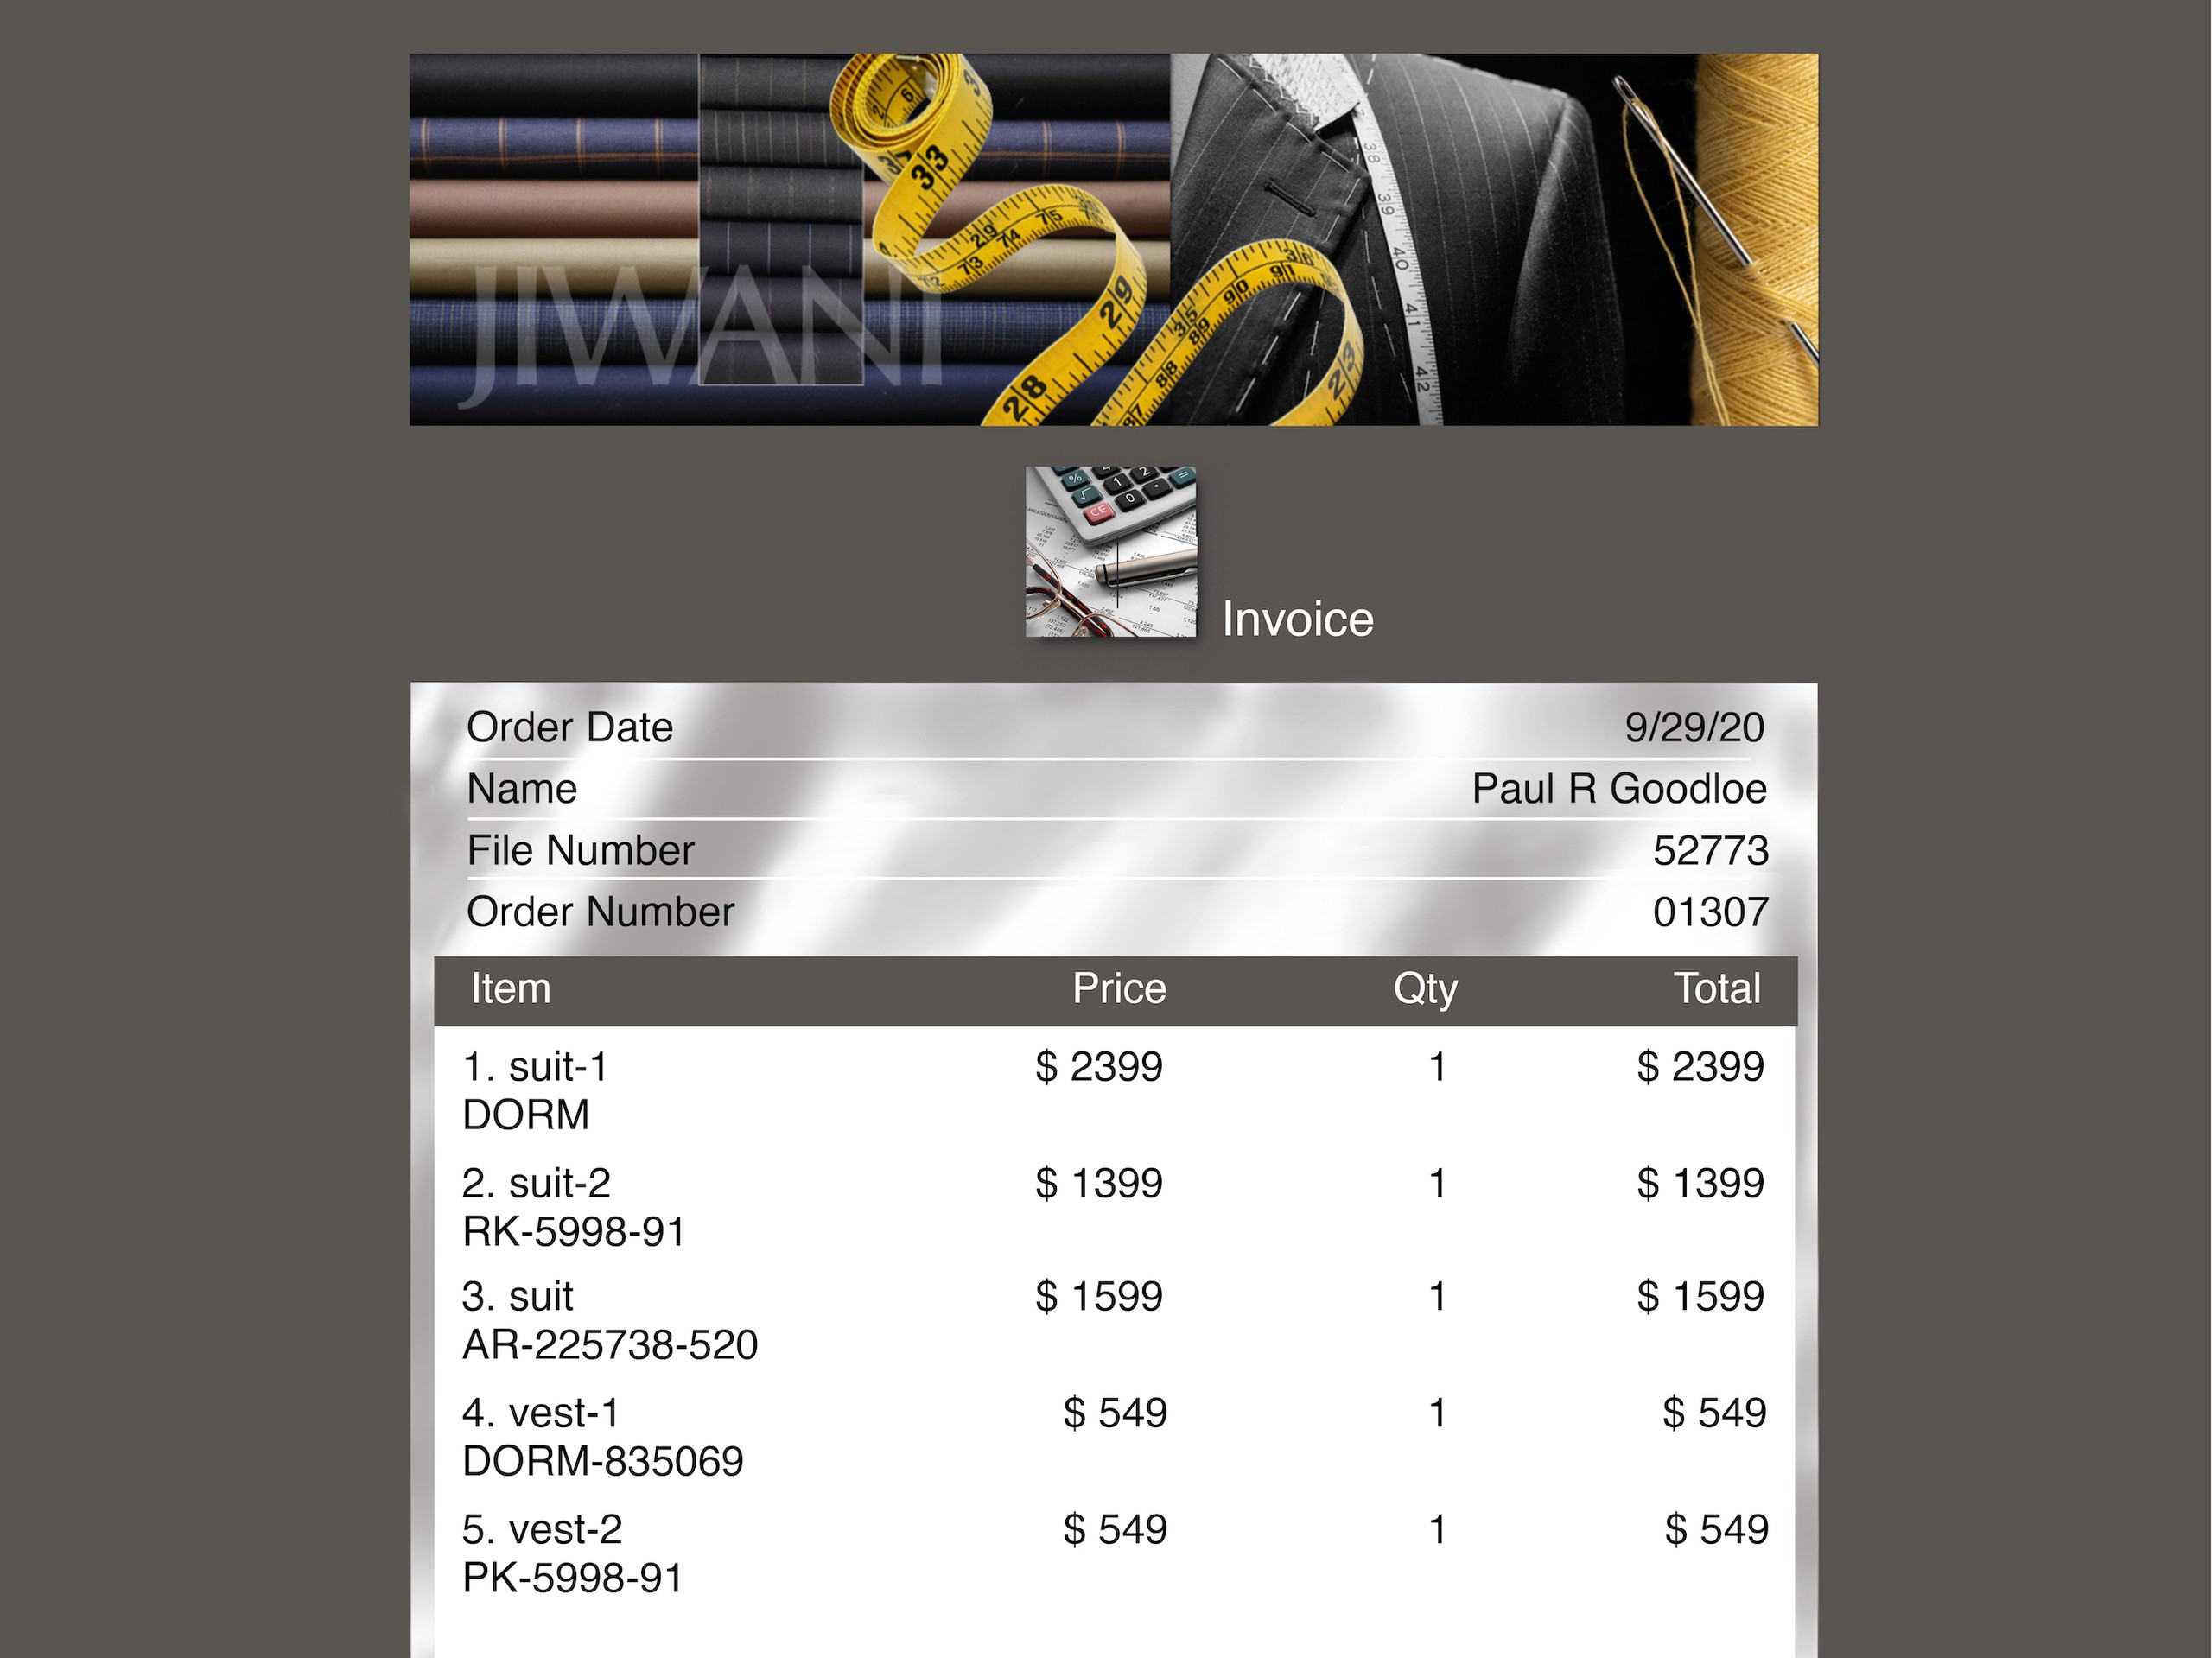 JIWANI
Invoice
Order Date 9/29/20
Name Paul R Goodloe
File Number 52773
Order Number 01307
Item Price Qty Total
1. suit-1 $ 2399 1 $ 2399
DORM
2. suit-2 $ 1399 1 $ 1399
RK-5998-91
3. suit $ 1599 1 $ 1599
AR-225738-520
4. vest-1 $ 549 1 $ 549
DORM-835069
5. vest-2 $ 549 1 $ 549
PK-5998-91